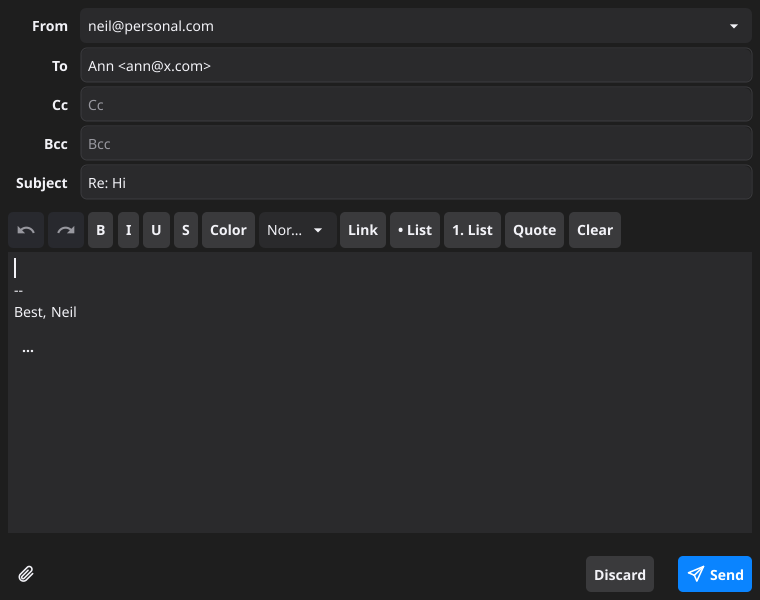 From neil@personal.com
To Ann <ann@x.com>
Cc Cc
Bcc Bcc
Subject Re: Hi
B I U S Color Nor... Link • List 1. List Quote Clear
--
Best, Neil
...
Discard Send